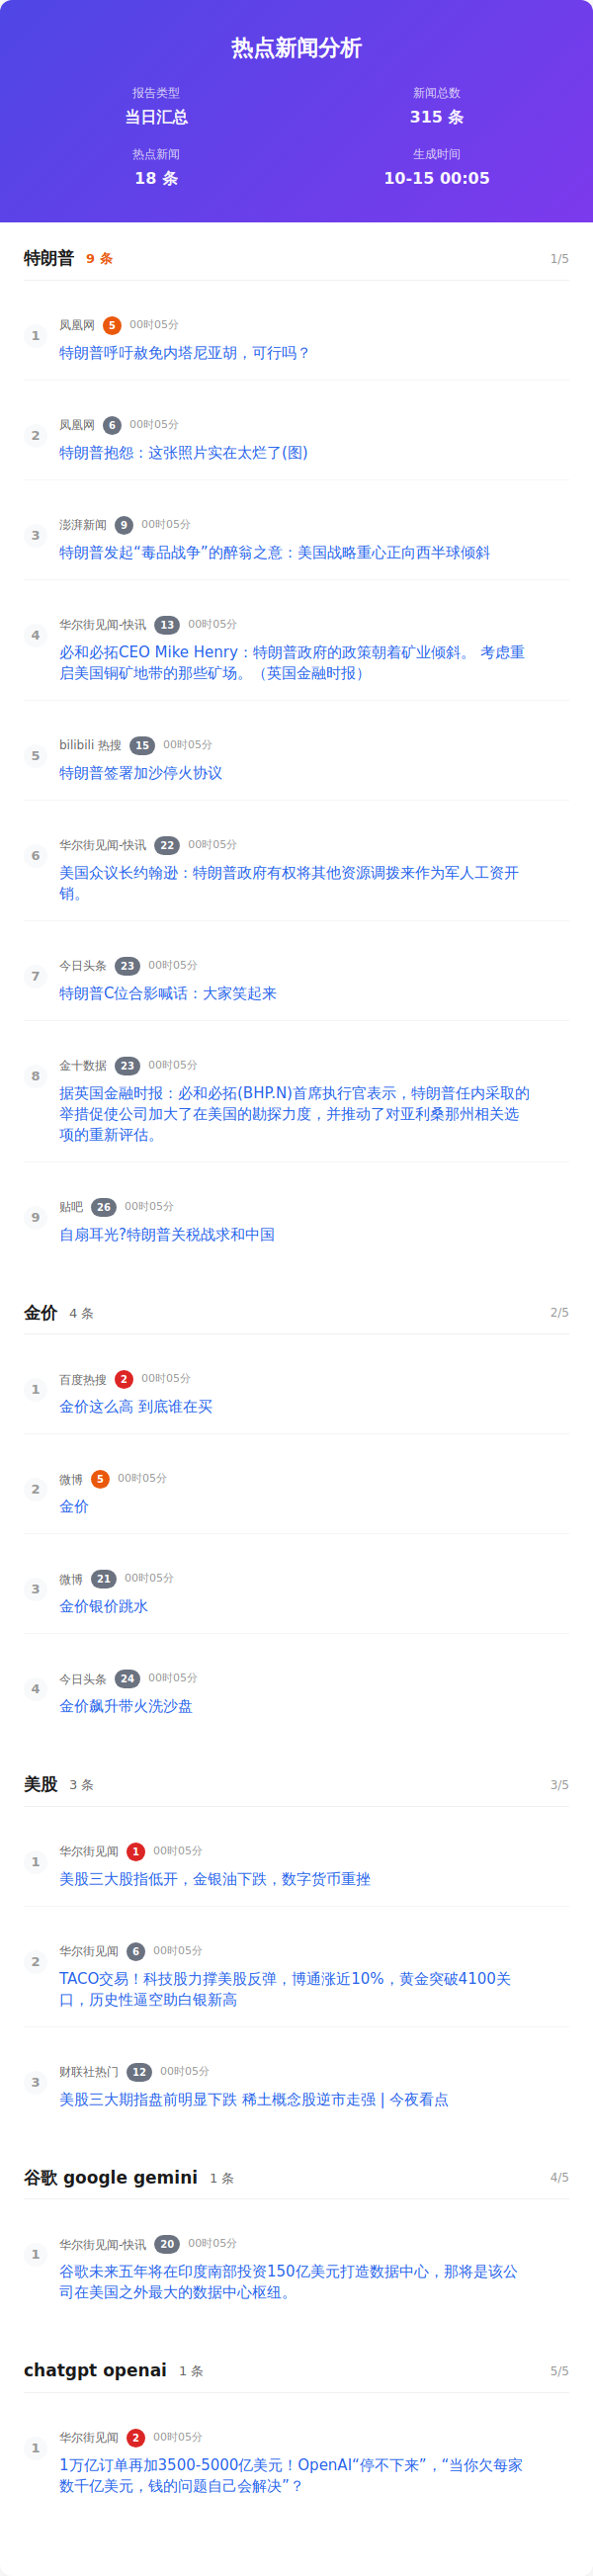 热点新闻分析
报告类型
新闻总数
当日汇总
315 条
热点新闻
生成时间
18 条
10-15 00:05
特朗普 9 条 1/5
1
凤凰网 5 00时05分
特朗普呼吁赦免内塔尼亚胡，可行吗？
2
凤凰网 6 00时05分
特朗普抱怨：这张照片实在太烂了(图)
3
澎湃新闻 9 00时05分
特朗普发起“毒品战争”的醉翁之意：美国战略重心正向西半球倾斜
4
华尔街见闻-快讯 13 00时05分
必和必拓CEO Mike Henry：特朗普政府的政策朝着矿业倾斜。 考虑重
启美国铜矿地带的那些矿场。（英国金融时报）
5
bilibili 热搜 15 00时05分
特朗普签署加沙停火协议
6
华尔街见闻-快讯 22 00时05分
美国众议长约翰逊：特朗普政府有权将其他资源调拨来作为军人工资开
销。
7
今日头条 23 00时05分
特朗普C位合影喊话：大家笑起来
8
金十数据 23 00时05分
据英国金融时报：必和必拓(BHP.N)首席执行官表示，特朗普任内采取的
举措促使公司加大了在美国的勘探力度，并推动了对亚利桑那州相关选
项的重新评估。
9
贴吧 26 00时05分
自扇耳光?特朗普关税战求和中国
金价 4 条 2/5
1
百度热搜 2 00时05分
金价这么高 到底谁在买
2
微博 5 00时05分
金价
3
微博 21 00时05分
金价银价跳水
4
今日头条 24 00时05分
金价飙升带火洗沙盘
美股 3 条 3/5
1
华尔街见闻 1 00时05分
美股三大股指低开，金银油下跌，数字货币重挫
2
华尔街见闻 6 00时05分
TACO交易！科技股力撑美股反弹，博通涨近10%，黄金突破4100关
口，历史性逼空助白银新高
3
财联社热门 12 00时05分
美股三大期指盘前明显下跌 稀土概念股逆市走强 | 今夜看点
谷歌 google gemini 1 条 4/5
1
华尔街见闻-快讯 20 00时05分
谷歌未来五年将在印度南部投资150亿美元打造数据中心，那将是该公
司在美国之外最大的数据中心枢纽。
chatgpt openai 1 条 5/5
1
华尔街见闻 2 00时05分
1万亿订单再加3500-5000亿美元！OpenAI“停不下来”，“当你欠每家
数千亿美元，钱的问题自己会解决”？